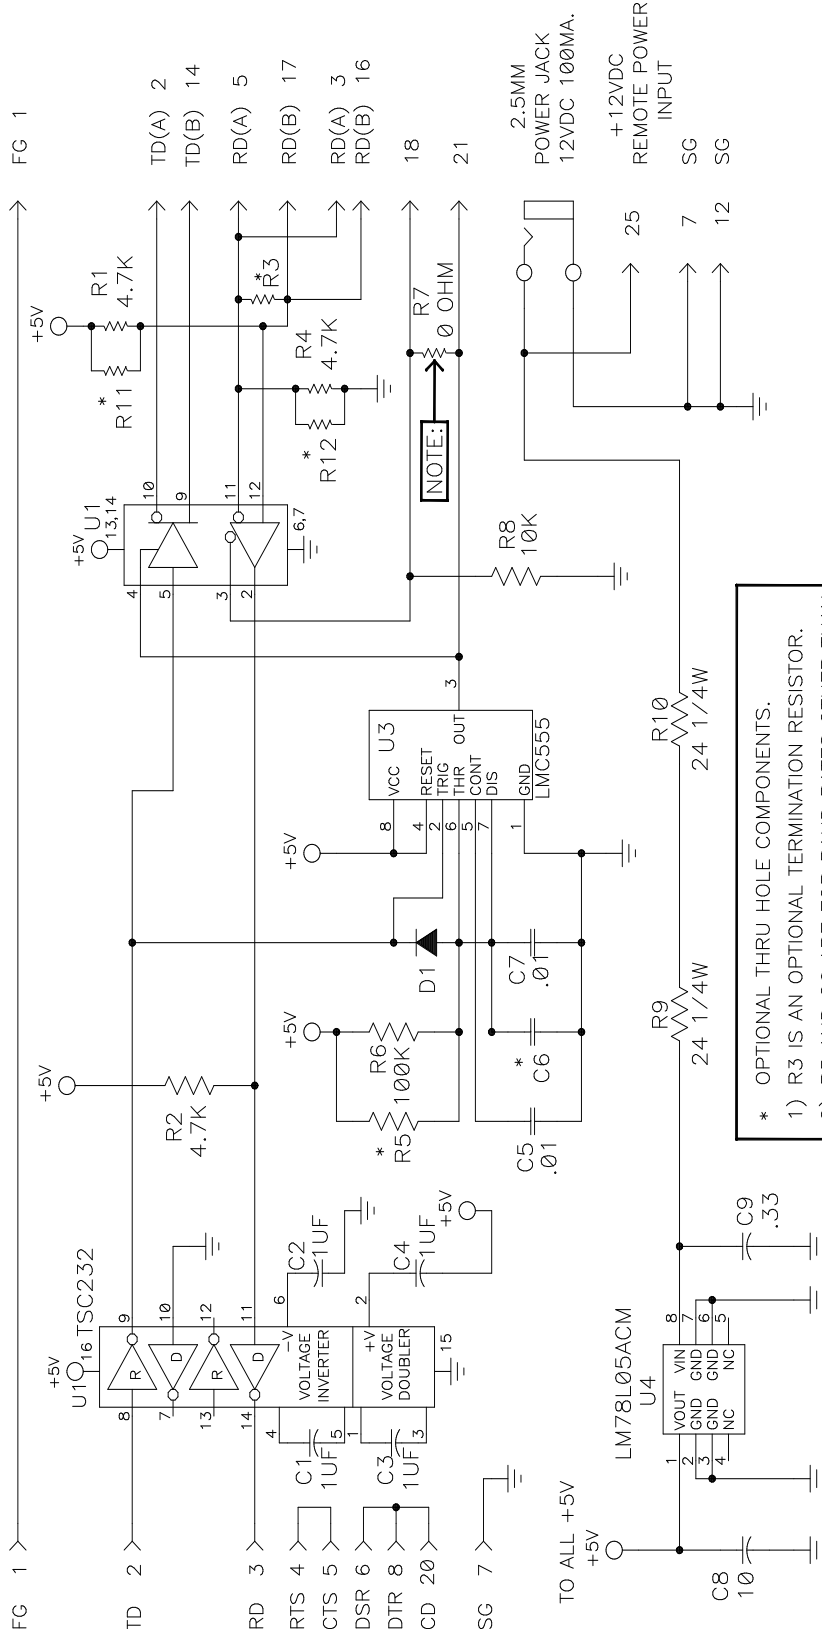 FG 1
TD 2
RD 3
RTS 4
CTS 5
DSR 6
DTR 8
CD 20
SG 7
+5V
U1
16
TSC232
8
R
9
7
D
10
13
R
12
14
D
11
4
-V
6
VOLTAGE
INVERTER
5
1
+V
2
VOLTAGE
DOUBLER
3
15
C1
1UF
C3
1UF
C2
1UF
C4
1UF
+5V
+5V
R2
4.7K
+5V
*
R5
R6
100K
D1
C5
.01
*
C6
C7
.01
+5V
8
4
2
6
5
7
1
VCC
RESET
TRIG
THR
CONT
DIS
GND
U3
OUT
3
LMC555
+5V
U1
13,14
4
5
10
9
3
2
11
12
6,7
+5V
*
R11
R1
4.7K
*
R12
R4
4.7K
*
R3
NOTE:
R7
0 OHM
R8
10K
FG 1
TD(A) 2
TD(B) 14
RD(A) 5
RD(B) 17
RD(A) 3
RD(B) 16
18
21
2.5MM
POWER JACK
12VDC 100MA.
+12VDC
REMOTE POWER
INPUT
25
7 SG
12 SG
TO ALL +5V
+5V
C8
10
LM78L05ACM
U4
1 VOUT VIN 8
2 GND GND 7
3 GND GND 6
4 NC NC 5
C9
.33
R9
24 1/4W
R10
24 1/4W
* OPTIONAL THRU HOLE COMPONENTS.
1) R3 IS AN OPTIONAL TERMINATION RESISTOR.